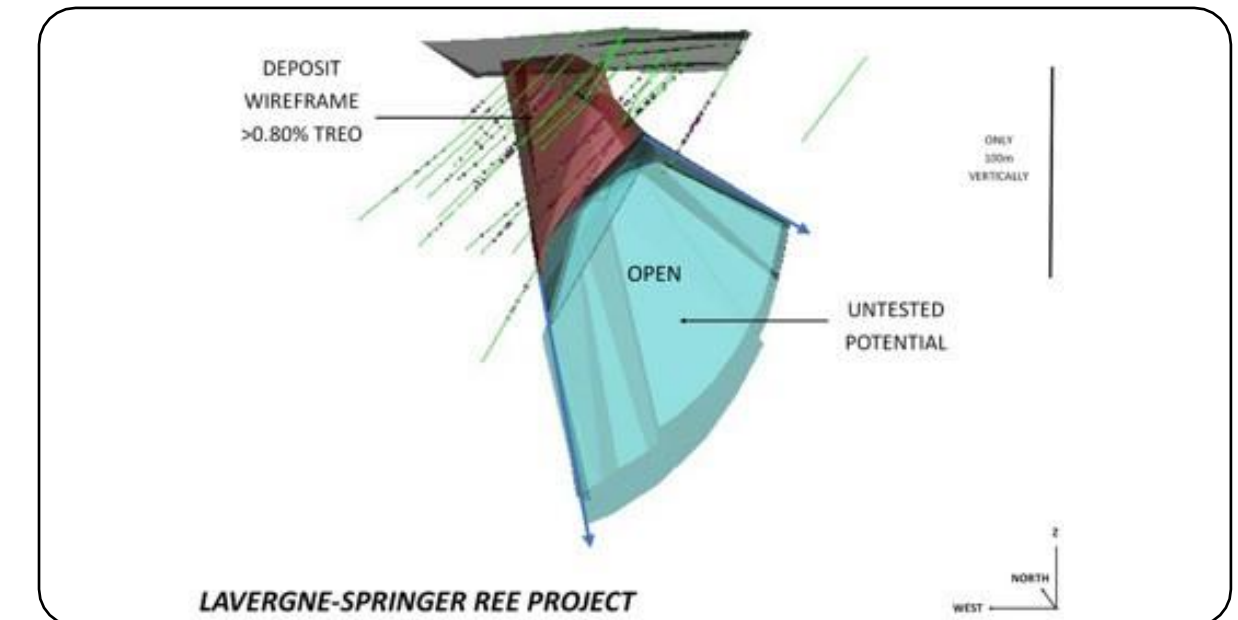 DEPOSIT
WIREFRAME
>0.80% TREO
ONLY
100m
VERTICALLY
OPEN
UNTESTED
POTENTIAL
Z
NORTH
WEST
LAVERGNE-SPRINGER REE PROJECT